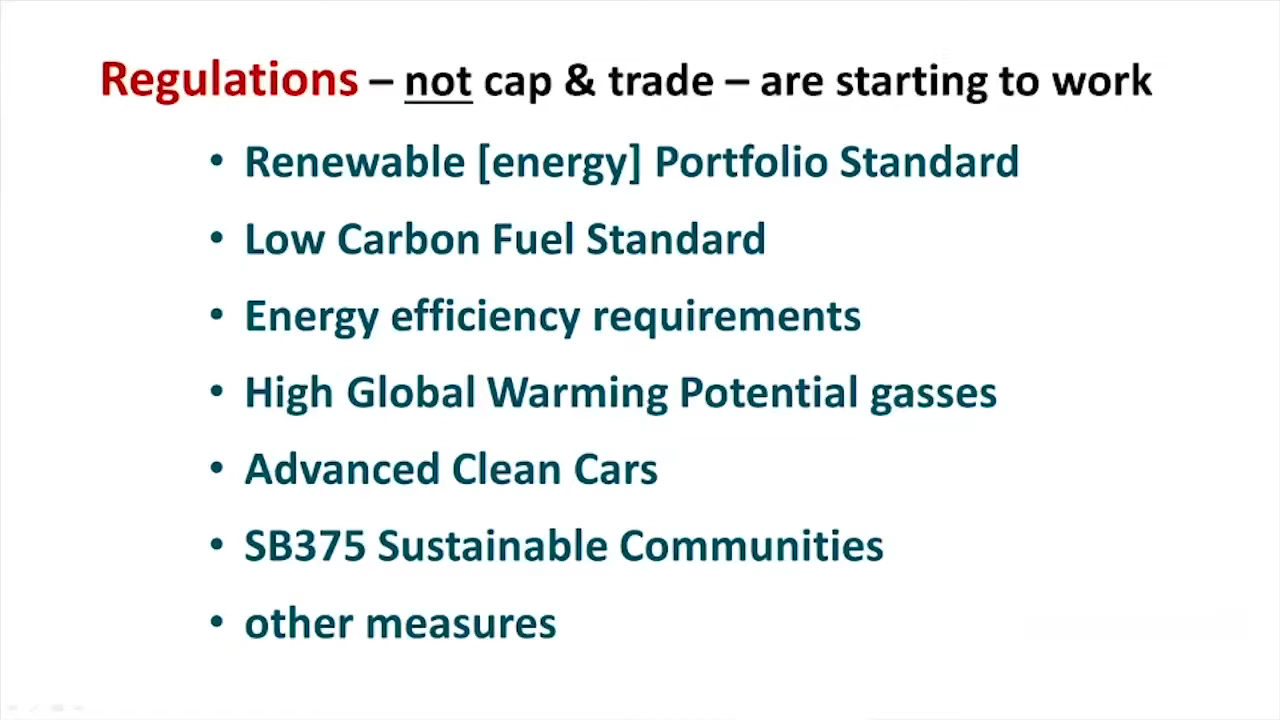 Regulations – not cap & trade – are starting to work
• Renewable [energy] Portfolio Standard
• Low Carbon Fuel Standard
• Energy efficiency requirements
• High Global Warming Potential gasses
• Advanced Clean Cars
• SB375 Sustainable Communities
• other measures